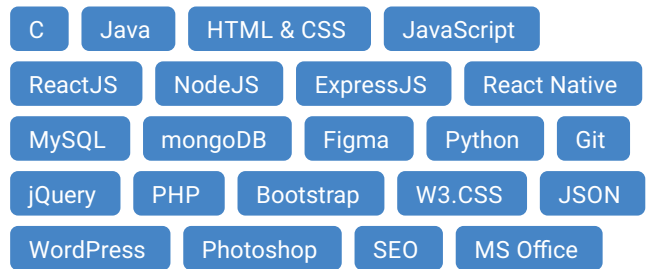 C Java HTML & CSS JavaScript
ReactJS NodeJS ExpressJS React Native
MySQL mongoDB Figma Python Git
jQuery PHP Bootstrap W3.CSS JSON
WordPress Photoshop SEO MS Office